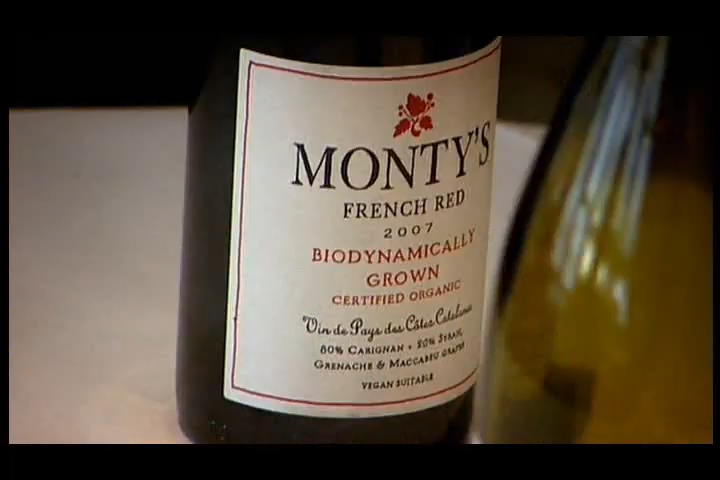 MONTY'S
FRENCH RED
2007
BIODYNAMICALLY
GROWN
CERTIFIED ORGANIC
Vin de Pays des Côtes Catalanes
80% CARIGNAN + 20% SYRAH,
GRENACHE & MACCABEU GRAPES
VEGAN SUITABLE